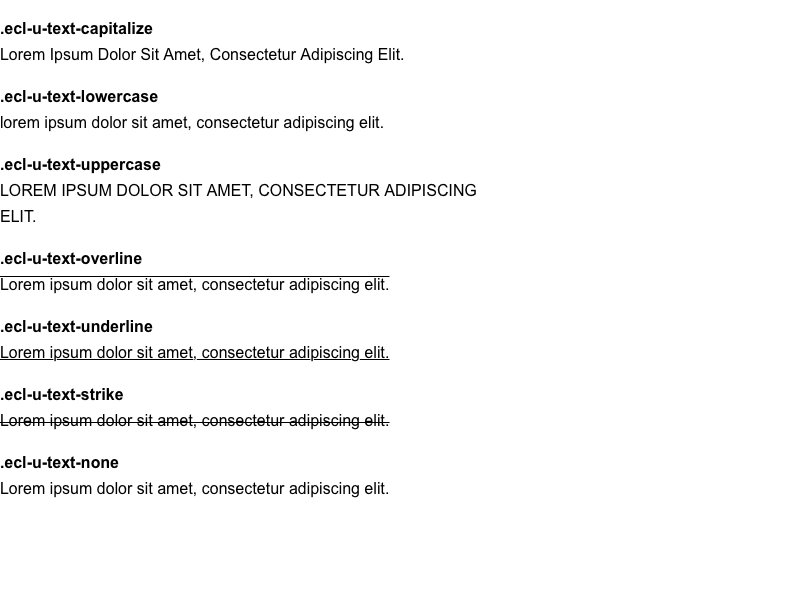 .ecl-u-text-capitalize
Lorem Ipsum Dolor Sit Amet, Consectetur Adipiscing Elit.
.ecl-u-text-lowercase
lorem ipsum dolor sit amet, consectetur adipiscing elit.
.ecl-u-text-uppercase
LOREM IPSUM DOLOR SIT AMET, CONSECTETUR ADIPISCING
ELIT.
.ecl-u-text-overline
Lorem ipsum dolor sit amet, consectetur adipiscing elit.
.ecl-u-text-underline
Lorem ipsum dolor sit amet, consectetur adipiscing elit.
.ecl-u-text-strike
Lorem ipsum dolor sit amet, consectetur adipiscing elit.
.ecl-u-text-none
Lorem ipsum dolor sit amet, consectetur adipiscing elit.